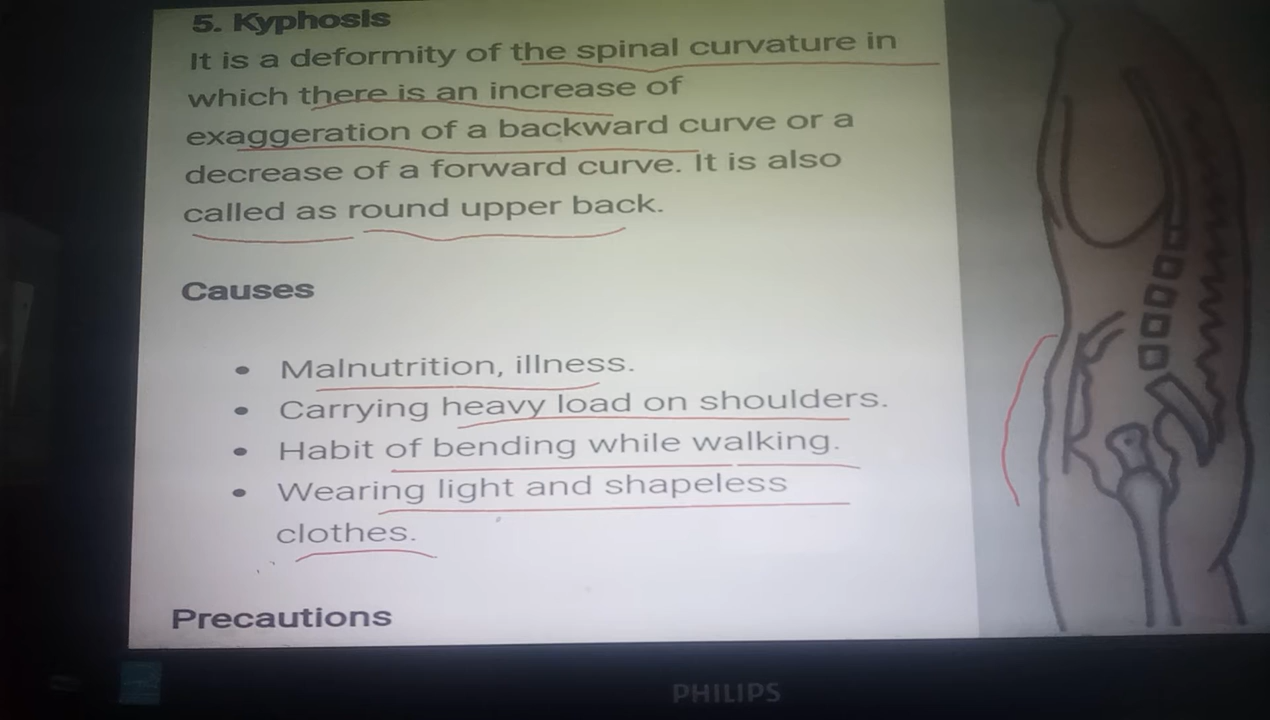 5. Kyphosis
It is a deformity of the spinal curvature in
which there is an increase of
exaggeration of a backward curve or a
decrease of a forward curve. It is also
called as round upper back.
Causes
• Malnutrition, illness.
• Carrying heavy load on shoulders.
• Habit of bending while walking.
• Wearing light and shapeless
clothes.
Precautions
PHILIPS